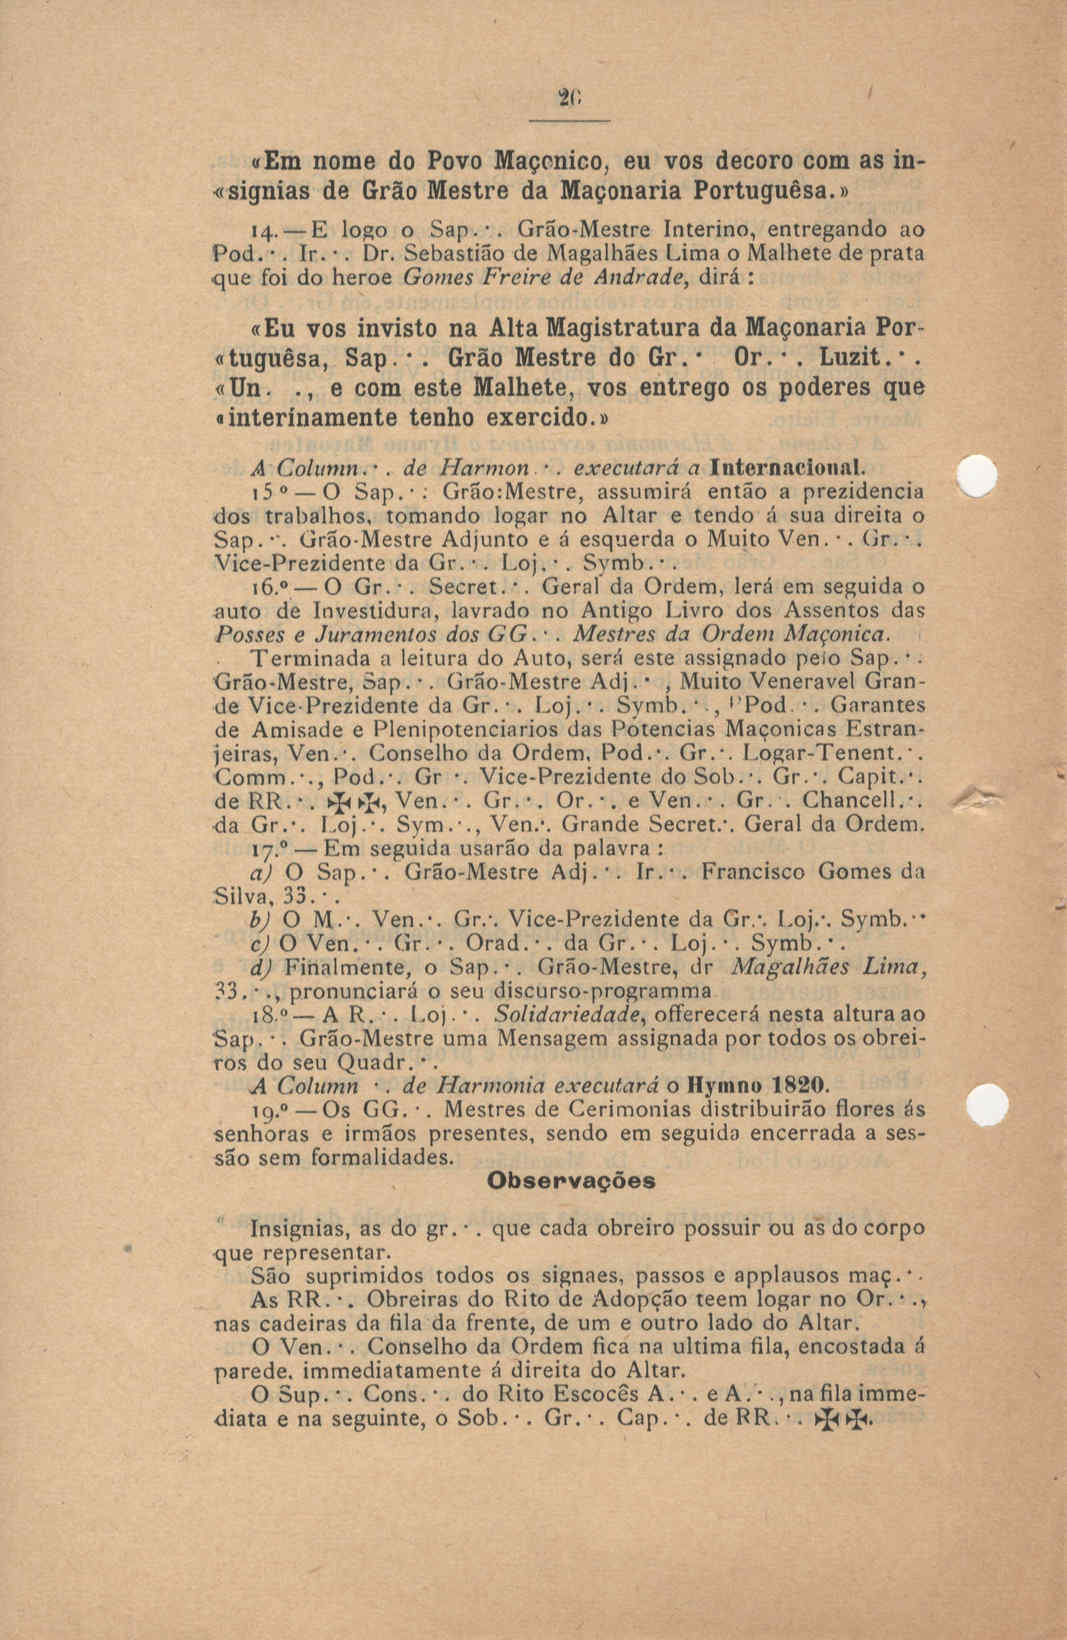 26
«Em nome do Povo Maçonico, eu vos decoro com as in-
«signias de Grão Mestre da Maçonaria Portuguêsa.»
14.—E logo o Sap.·. Grão-Mestre Interino, entregando ao
Pod.·. Ir.·. Dr. Sebastião de Magalhães Lima o Malhete de prata
que foi do heroe Gomes Freire de Andrade, dirá :
«Eu vos invisto na Alta Magistratura da Maçonaria Por-
«tuguêsa, Sap.·. Grão Mestre do Gr.· Or.·. Luzit.·.
«Un. ., e com este Malhete, vos entrego os poderes que
«interinamente tenho exercido.»
A Column.·. de Harmon.·. executará a Internacional.
15º—O Sap.·: Grão:Mestre, assumirá então a prezidencia
dos trabalhos, tomando logar no Altar e tendo á sua direita o
Sap.·. Grão-Mestre Adjunto e á esquerda o Muito Ven.·. Gr.·.
Vice-Prezidente da Gr.·. Loj.·. Symb.·.
16.º—O Gr.·. Secret.·. Geral da Ordem, lerá em seguida o
auto de Investidura, lavrado no Antigo Livro dos Assentos das
Posses e Juramentos dos GG.·. Mestres da Ordem Maçonica.
Terminada a leitura do Auto, será este assignado pelo Sap.·.
Grão-Mestre, Sap.·. Grão-Mestre Adj.· , Muito Veneravel Gran-
de Vice-Prezidente da Gr.·. Loj.·. Symb.·., PPod.·. Garantes
de Amisade e Plenipotenciarios das Potencias Maçonicas Estran-
jeiras, Ven.·. Conselho da Ordem, Pod.·. Gr.·. Logar-Tenent.·.
Comm.·., Pod.·. Gr ·. Vice-Prezidente do Sob.·. Gr.·. Capit.·.
de RR.·. ✠✠, Ven.·. Gr.·. Or.·. e Ven.·. Gr. . Chancell.·.
da Gr.·. Loj.·. Sym.·., Ven.·. Grande Secret.·. Geral da Ordem.
17.º—Em seguida usarão da palavra :
a) O Sap.·. Grão-Mestre Adj.·. Ir.·. Francisco Gomes da
Silva, 33.·.
b) O M.·. Ven.·. Gr.·. Vice-Prezidente da Gr.·. Loj.·. Symb.··
c) O Ven.·. Gr.·. Orad.·. da Gr.·. Loj.·. Symb.·.
d) Finalmente, o Sap.·. Grão-Mestre, dr Magalhães Lima,
33.·., pronunciará o seu discurso-programma
18.º—A R.·. Loj.·. Solidariedade, offerecerá nesta altura ao
Sap.·. Grão-Mestre uma Mensagem assignada por todos os obrei-
ros do seu Quadr.·.
A Column ·. de Harmonia executará o Hymno 1820.
19.º—Os GG.·. Mestres de Cerimonias distribuirão flores ás
senhoras e irmãos presentes, sendo em seguida encerrada a ses-
são sem formalidades.
Observações
Insignias, as do gr.·. que cada obreiro possuir ou as do corpo
que representar.
São suprimidos todos os signaes, passos e applausos maç.·.
As RR.·. Obreiras do Rito de Adopção teem logar no Or.·.,
nas cadeiras da fila da frente, de um e outro lado do Altar.
O Ven.·. Conselho da Ordem fica na ultima fila, encostada á
parede, immediatamente á direita do Altar.
O Sup.·. Cons.·. do Rito Escocês A.·. e A.·., na fila imme-
diata e na seguinte, o Sob.·. Gr.·. Cap.·. de RR.·. ✠✠.